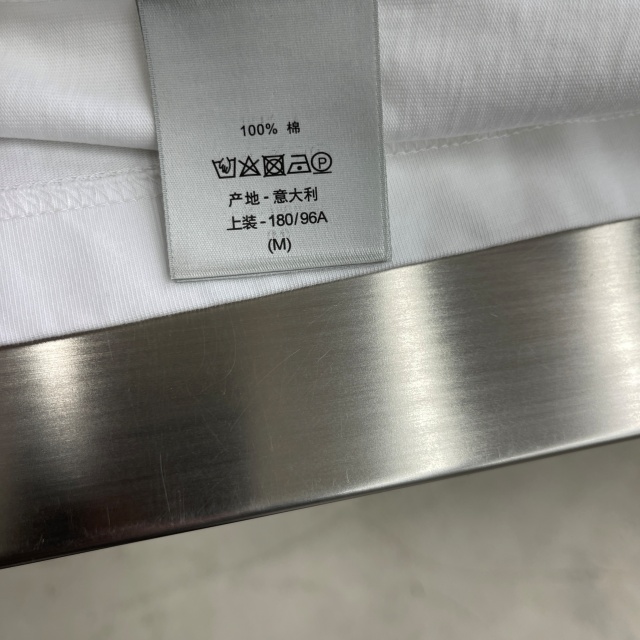 100% 棉
产地 - 意大利
上装 - 180/96A
(M)